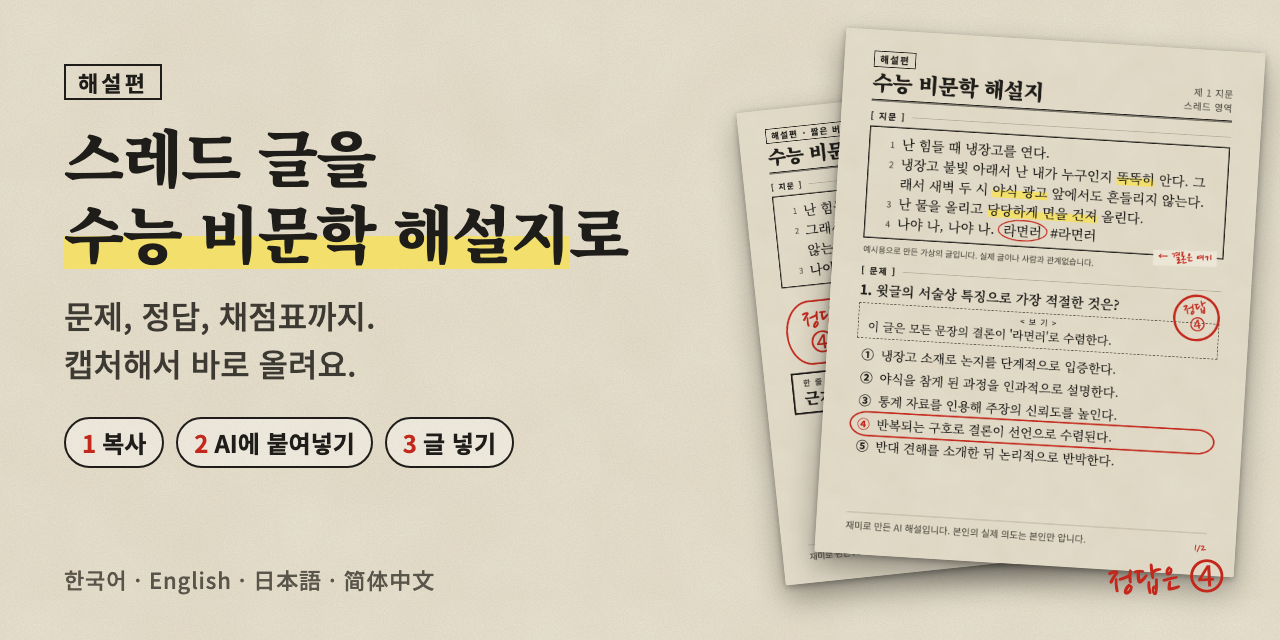 해설편
스레드 글을
수능 비문학 해설지로
문제, 정답, 채점표까지.
캡처해서 바로 올려요.
1 복사
2 AI에 붙여넣기
3 글 넣기
한국어 · English · 日本語 · 简体中文
해설편 · 짧은
수능
[ 지문 ]
1 난
2
3
④
해설편
수능 비문학 해설지
제 1 지문
스레드 영역
[ 지문 ]
1 난 힘들 때 냉장고를 연다.
2 냉장고 불빛 아래서 난 내가 누구인지 똑똑히 안다. 그
래서 새벽 두 시 야식 광고 앞에서도 흔들리지 않는다.
3 난 물을 올리고 당당하게 면을 건져 올린다.
4 나야 나, 나야 나. 라면러 #라면러
예시용으로 만든 가상의 글입니다. 실제 글이나 사람과 관계없습니다.
← 결론은 여기
[ 문제 ]
1. 윗글의 서술상 특징으로 가장 적절한 것은?
정답
④
< 보 기 >
이 글은 모든 문장의 결론이 '라면러'로 수렴한다.
① 냉장고 소재로 논지를 단계적으로 입증한다.
② 야식을 참게 된 과정을 인과적으로 설명한다.
③ 통계 자료를 인용해 주장의 신뢰도를 높인다.
④ 반복되는 구호로 결론이 선언으로 수렴된다.
⑤ 반대 견해를 소개한 뒤 논리적으로 반박한다.
재미로 만든 AI 해설입니다. 본인의 실제 의도는 본인만 압니다.
1/2
정답은 ④